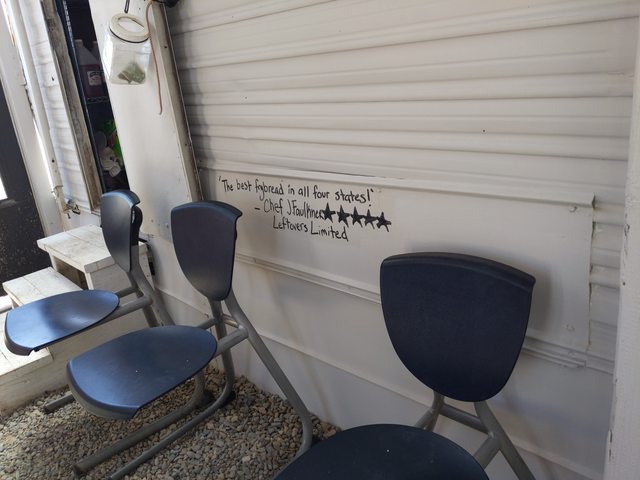 "The best frybread in all four states!"
- Chef J. Faulkner ★★★★★
Leftovers Limited